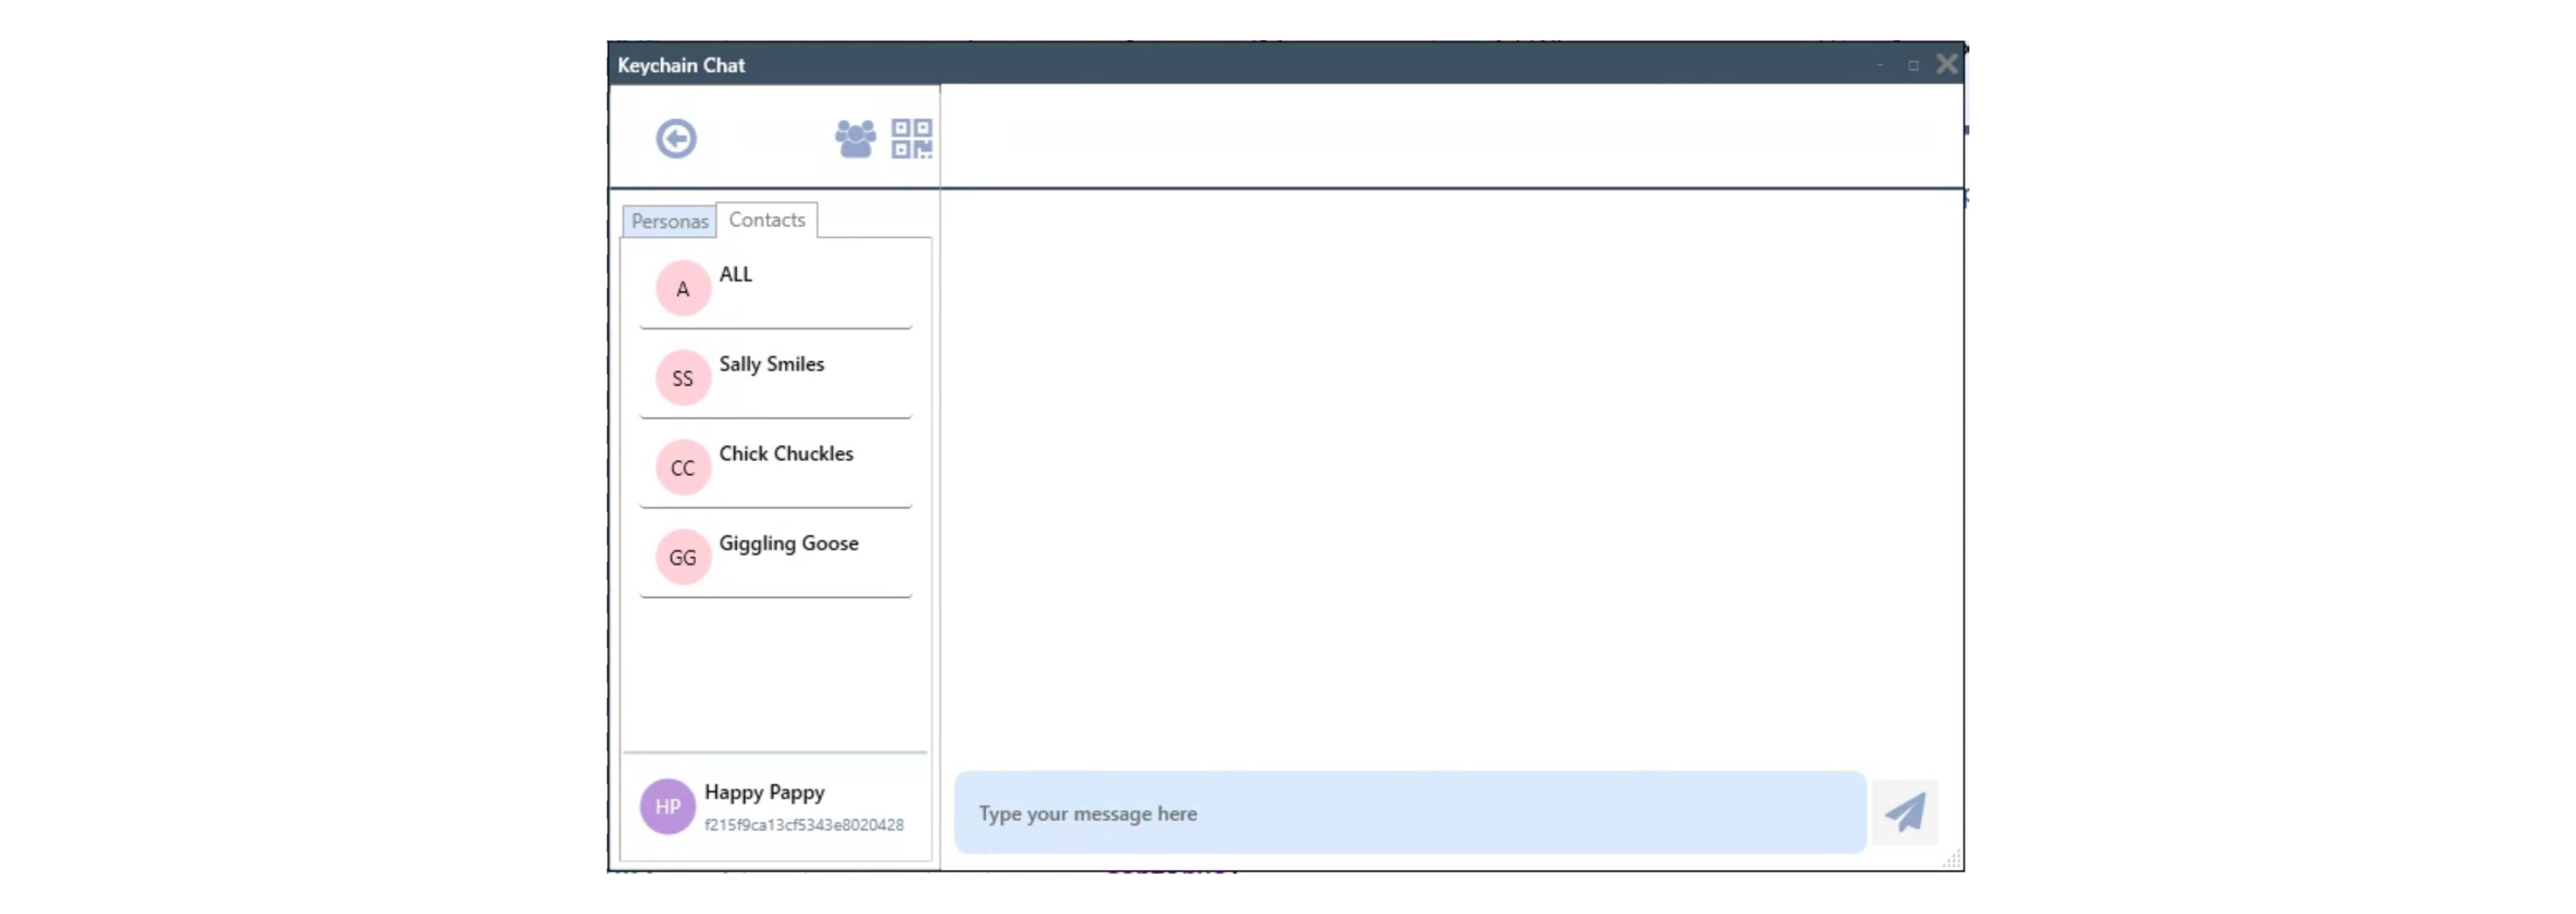 Keychain Chat
Personas
Contacts
A
ALL
SS
Sally Smiles
CC
Chick Chuckles
GG
Giggling Goose
HP
Happy Pappy
f215f9ca13cf5343e8020428
Type your message here